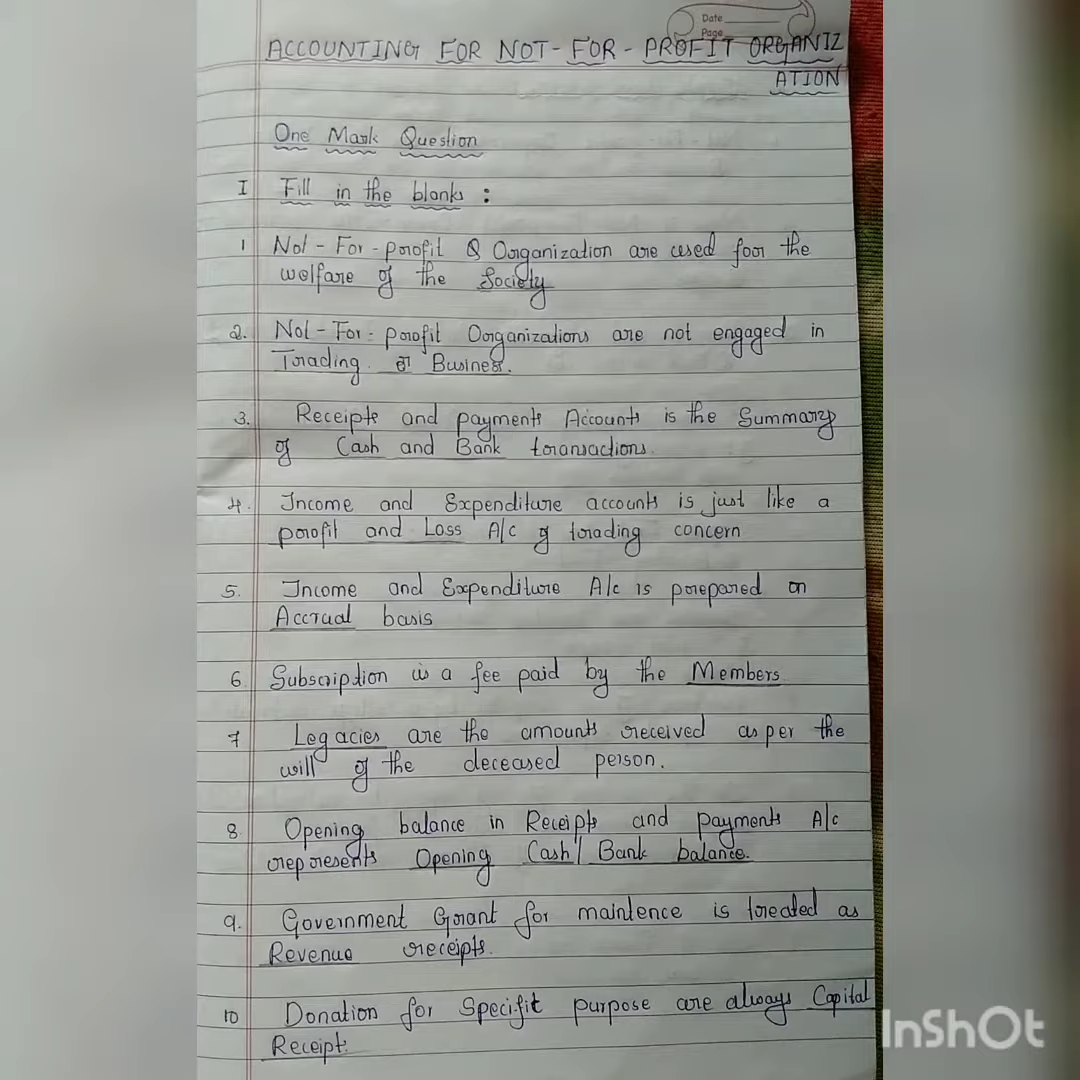 Date
Page
ACCOUNTING FOR NOT-FOR-PROFIT ORGANIZ
ATION
One Mark Question
I Fill in the blanks :
1 Not-For-profit Organization are used for the
welfare of the Society
2. Not-For-profit Organizations are not engaged in
Trading or Business.
3. Receipts and payments Accounts is the Summary
of Cash and Bank transactions.
4. Income and Expenditure accounts is just like a
profit and Loss A/c of trading concern
5. Income and Expenditure A/c is prepared on
Accrual basis
6. Subscription is a fee paid by the Members
7 Legacies are the amounts received as per the
will of the deceased person.
8 Opening balance in Receipts and payments A/c
represents Opening Cash/Bank balance.
9. Government Grant for maintence is treated as
Revenue receipts.
10 Donation for Specifit purpose are always Capital
Receipt.
InShOt